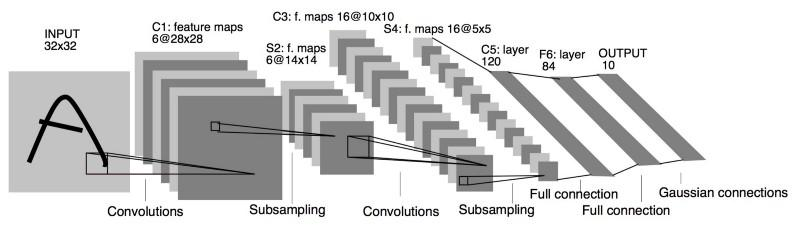 INPUT
32x32
C1: feature maps
6@28x28
S2: f. maps
6@14x14
C3: f. maps 16@10x10
S4: f. maps 16@5x5
C5: layer
120
F6: layer
84
OUTPUT
10
A
Convolutions
Subsampling
Convolutions
Subsampling
Full connection
Full connection
Gaussian connections